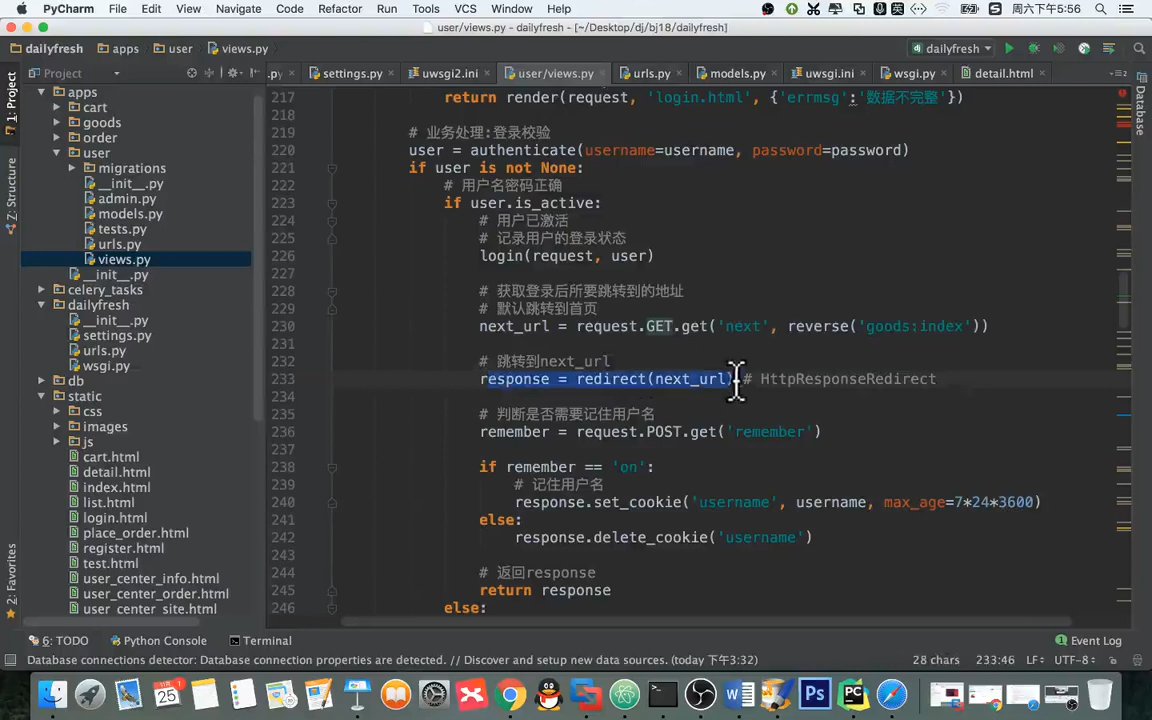 PyCharm File Edit View Navigate Code Refactor Run Tools VCS Window Help 周六下午5:56
user/views.py - dailyfresh - [~/Desktop/dj/bj18/dailyfresh]
dailyfresh apps user views.py dailyfresh
Project .py settings.py uwsgi2.ini user/views.py urls.py models.py uwsgi.ini wsgi.py detail.html
1: Project
Z: Structure
2: Favorites
Database
apps
cart
goods
order
user
migrations
__init__.py
admin.py
models.py
tests.py
urls.py
views.py
__init__.py
celery_tasks
dailyfresh
__init__.py
settings.py
urls.py
wsgi.py
db
static
css
images
js
cart.html
detail.html
index.html
list.html
login.html
place_order.html
register.html
test.html
user_center_info.html
user_center_order.html
user_center_site.html
217 return render(request, 'login.html', {'errmsg':'数据不完整'})
218
219 # 业务处理:登录校验
220 user = authenticate(username=username, password=password)
221 if user is not None:
222 # 用户名密码正确
223 if user.is_active:
224 # 用户已激活
225 # 记录用户的登录状态
226 login(request, user)
227
228 # 获取登录后所要跳转到的地址
229 # 默认跳转到首页
230 next_url = request.GET.get('next', reverse('goods:index'))
231
232 # 跳转到next_url
233 response = redirect(next_url) # HttpResponseRedirect
234
235 # 判断是否需要记住用户名
236 remember = request.POST.get('remember')
237
238 if remember == 'on':
239 # 记住用户名
240 response.set_cookie('username', username, max_age=7*24*3600)
241 else:
242 response.delete_cookie('username')
243
244 # 返回response
245 return response
246 else:
6: TODO Python Console Terminal 1 Event Log
Database connections detector: Database connection properties are detected. // Discover and setup new data sources. (today 下午3:32) 28 chars 233:46 LF÷ UTF-8÷